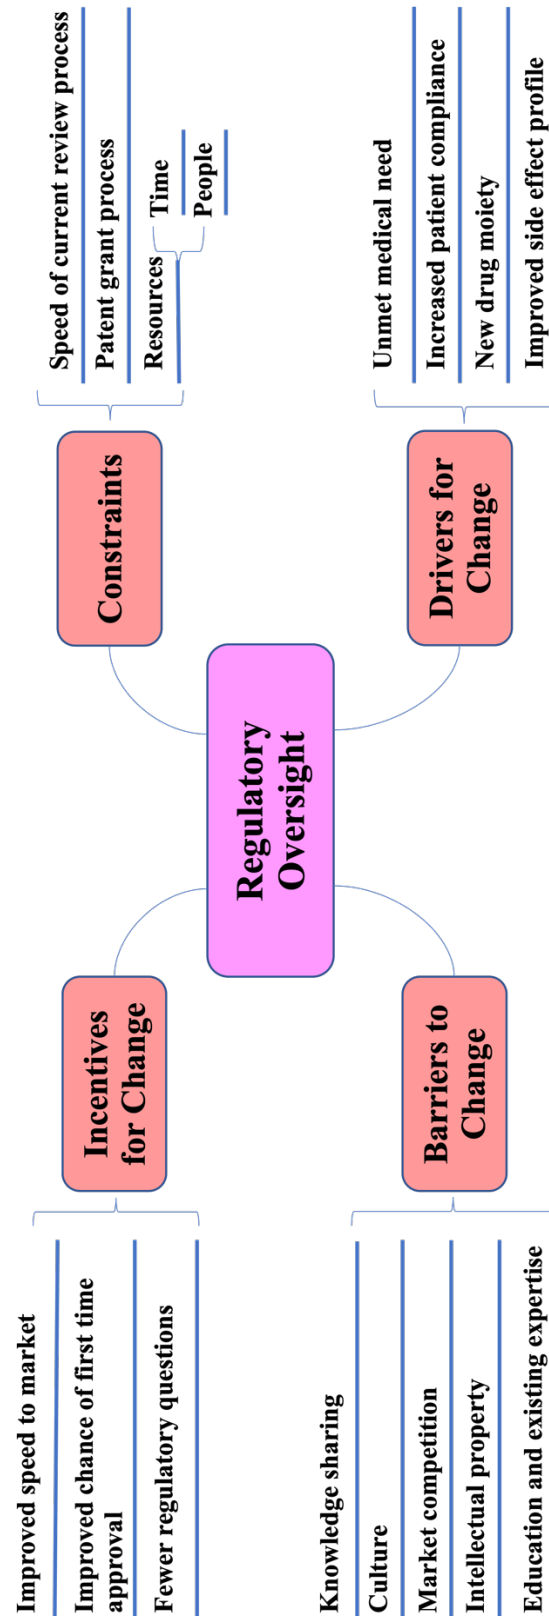 Improved speed to market
Improved chance of first time
approval
Fewer regulatory questions
Incentives
for Change
Constraints
Speed of current review process
Patent grant process
Resources
Time
People
Regulatory
Oversight
Knowledge sharing
Culture
Market competition
Intellectual property
Education and existing expertise
Barriers to
Change
Drivers for
Change
Unmet medical need
Increased patient compliance
New drug moiety
Improved side effect profile